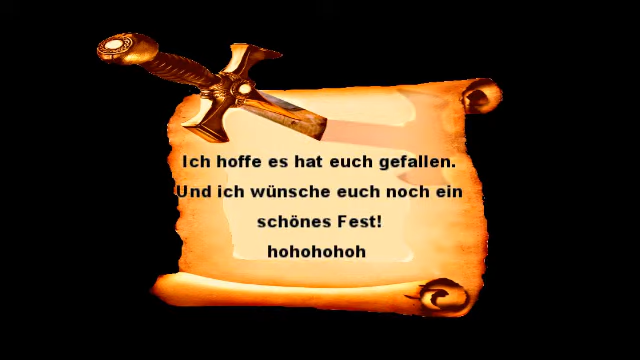 Ich hoffe es hat euch gefallen.
Und ich wünsche euch noch ein
schönes Fest!
hohohohoh